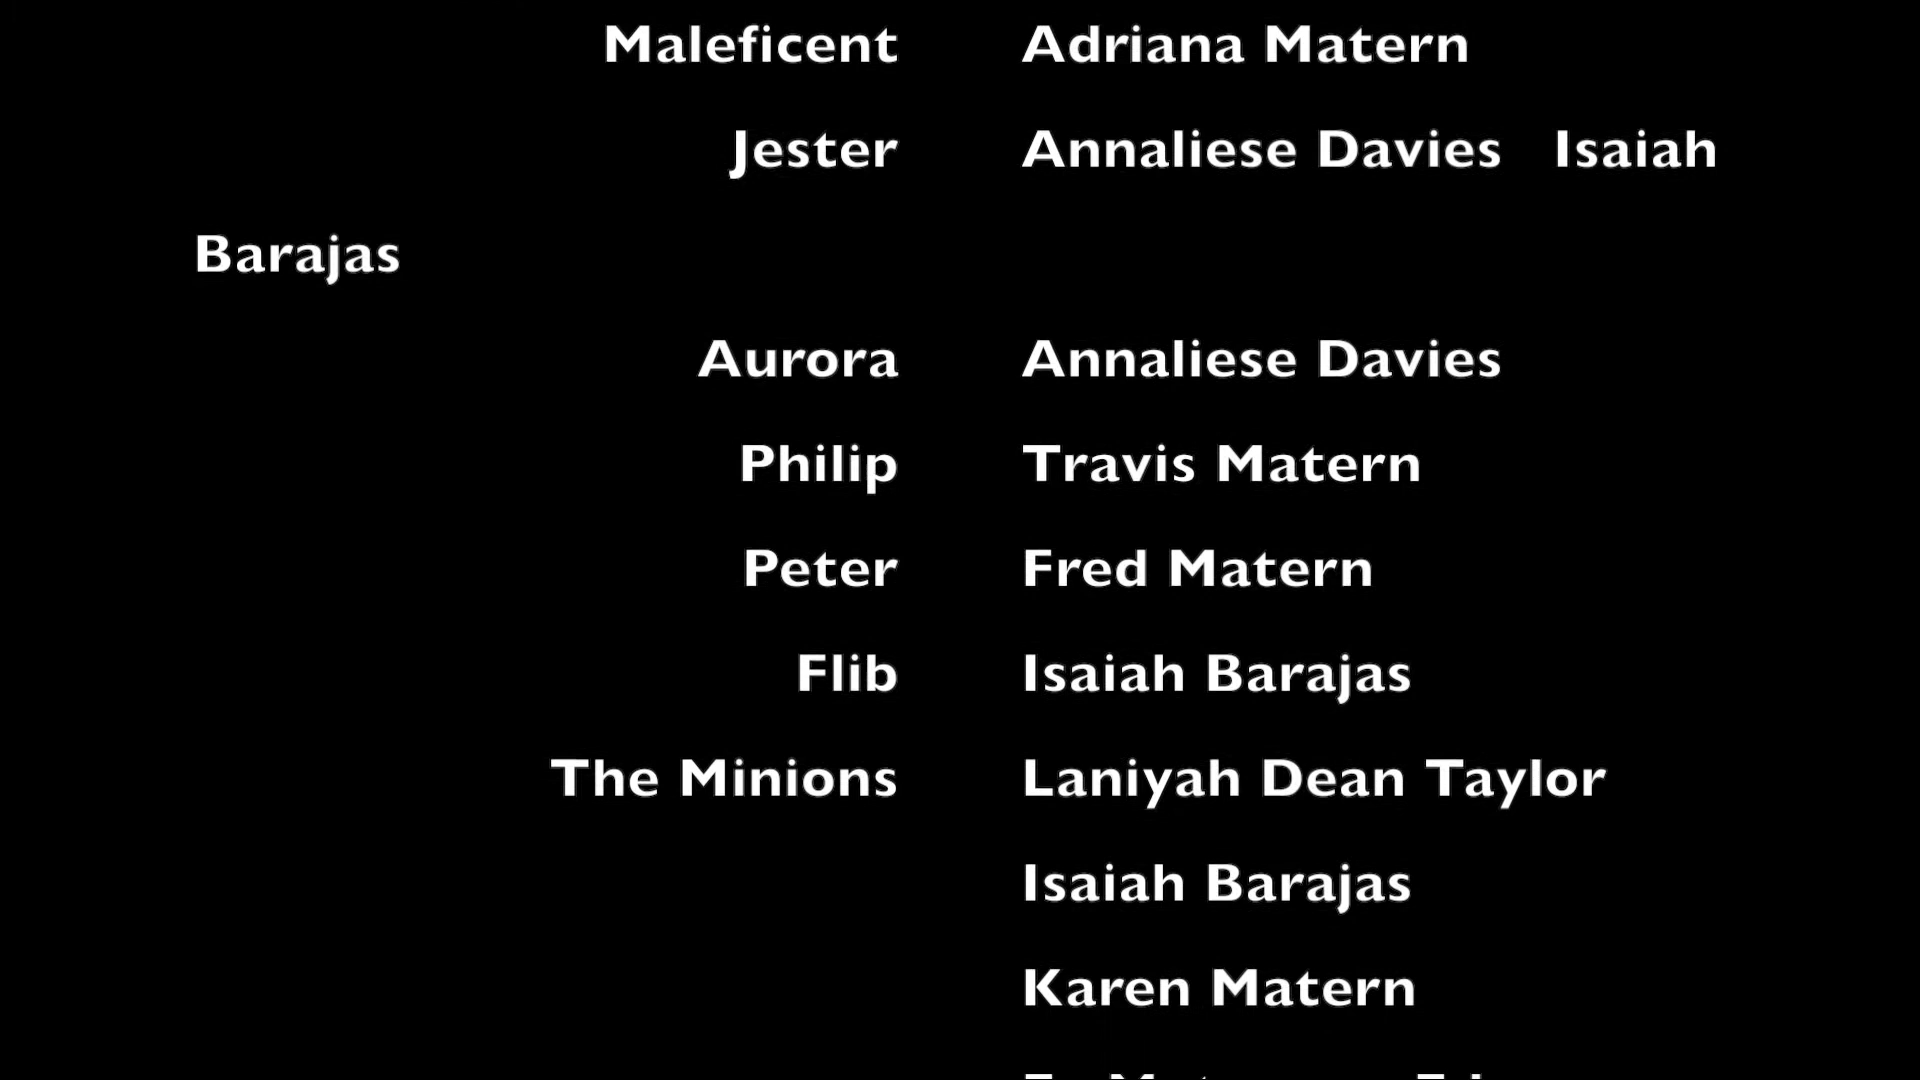 Maleficent Adriana Matern
Jester Annaliese Davies Isaiah
Barajas
Aurora Annaliese Davies
Philip Travis Matern
Peter Fred Matern
Flib Isaiah Barajas
The Minions Laniyah Dean Taylor
Isaiah Barajas
Karen Matern